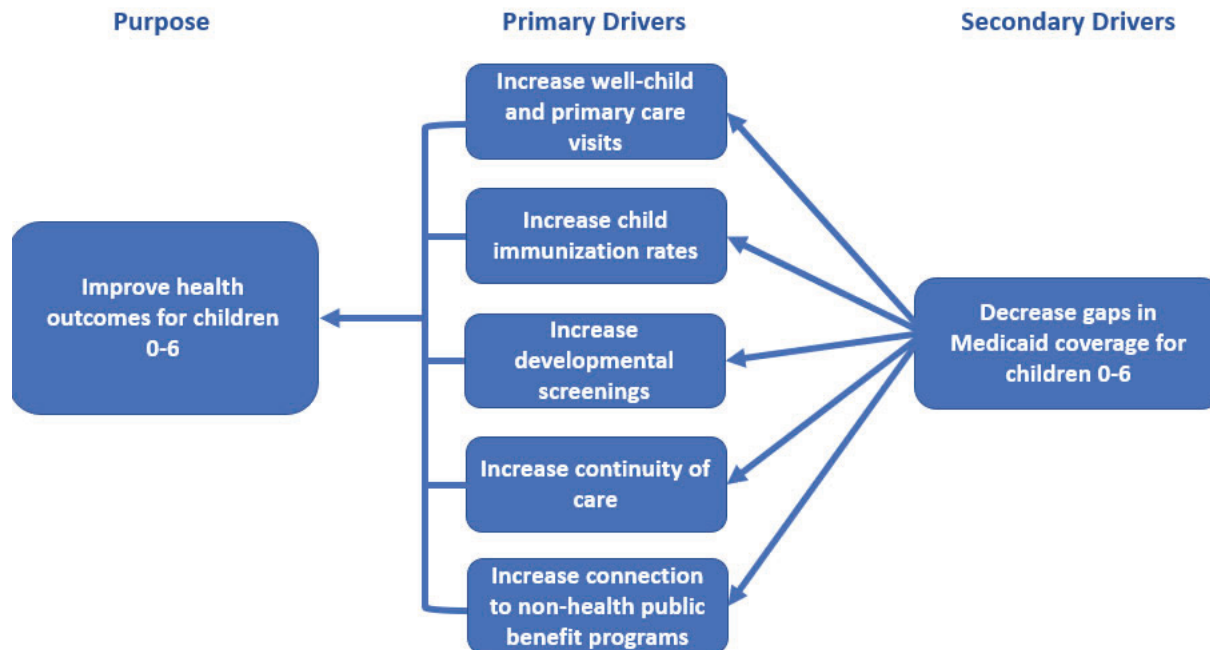 Purpose
Primary Drivers
Secondary Drivers
Improve health
outcomes for children
0-6
Increase well-child
and primary care
visits
Increase child
immunization rates
Increase
developmental
screenings
Increase continuity of
care
Increase connection
to non-health public
benefit programs
Decrease gaps in
Medicaid coverage for
children 0-6